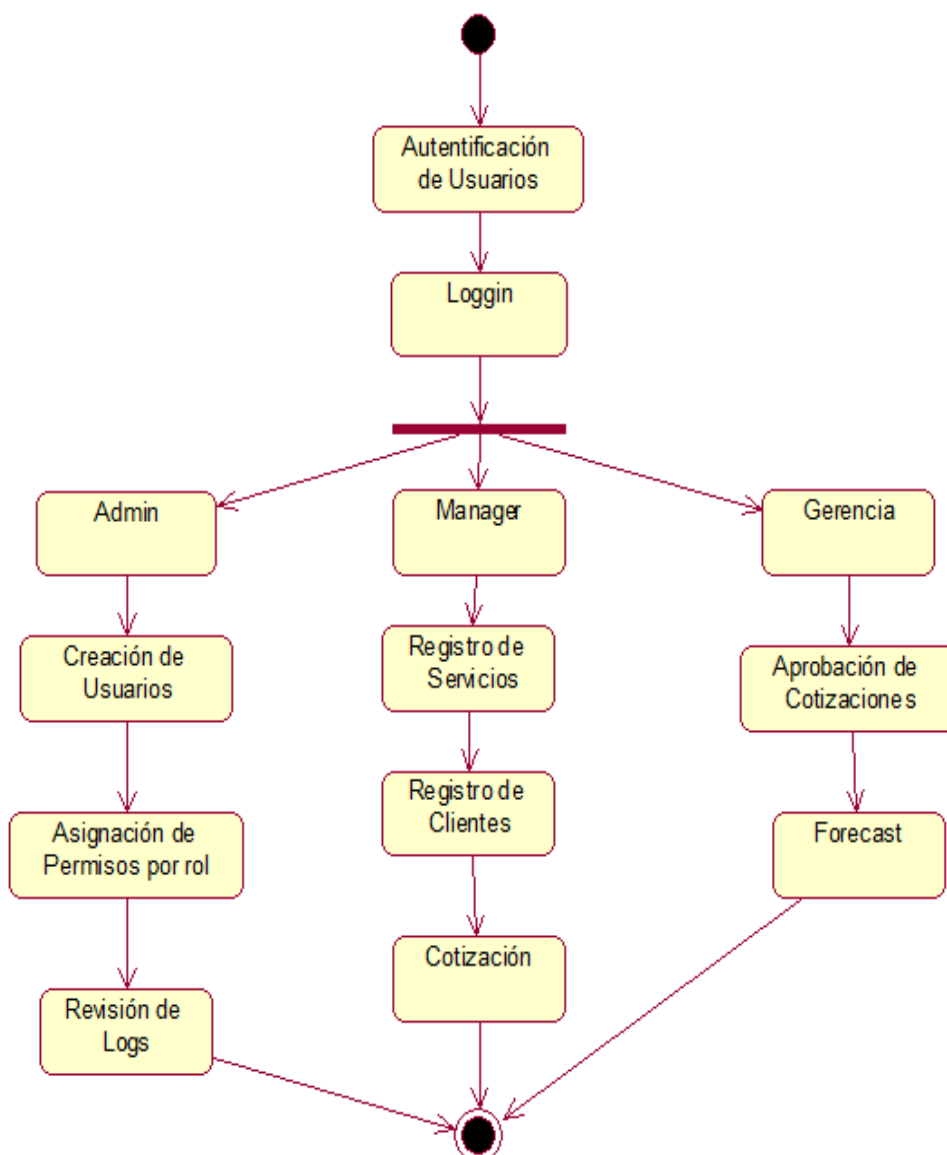 Autentificación
de Usuarios
Loggin
Admin
Manager
Gerencia
Creación de
Usuarios
Registro de
Servicios
Aprobación de
Cotizaciones
Asignación de
Permisos por rol
Registro de
Clientes
Forecast
Revisión de
Logs
Cotización